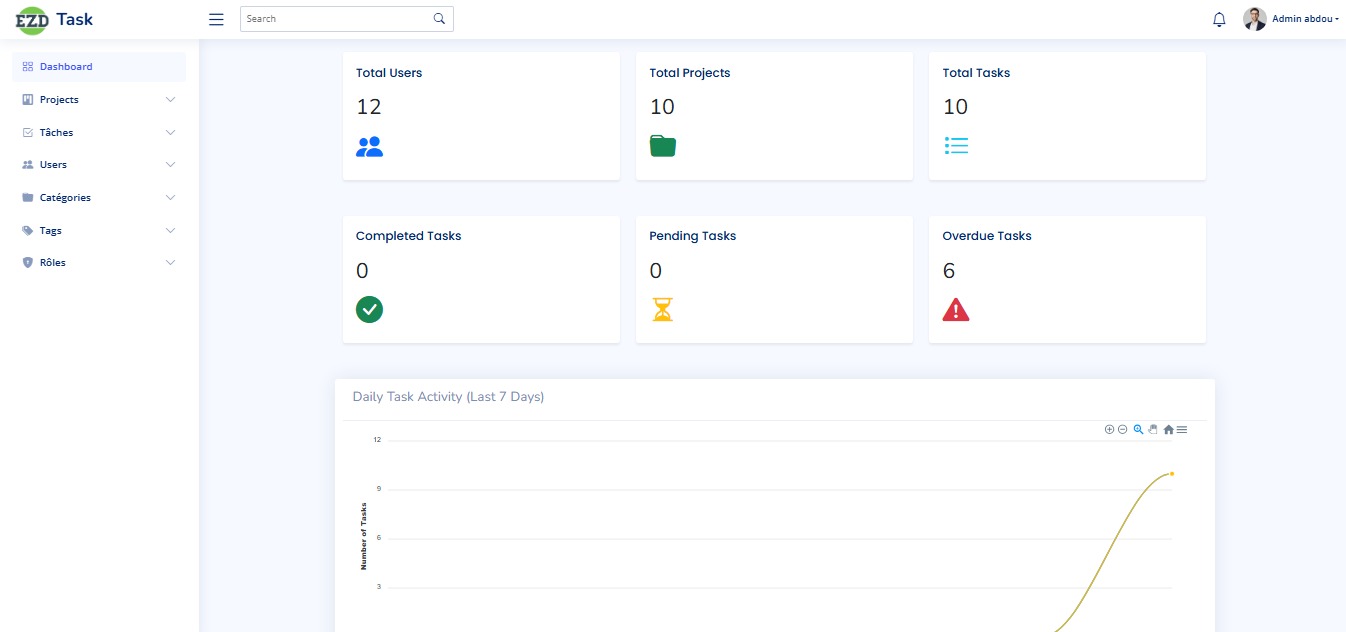 EZD Task
Search
Admin abdou
Dashboard
Projects
Tâches
Users
Catégories
Tags
Rôles
Total Users
12
Total Projects
10
Total Tasks
10
Completed Tasks
0
Pending Tasks
0
Overdue Tasks
6
Daily Task Activity (Last 7 Days)
12
9
6
3
Number of Tasks